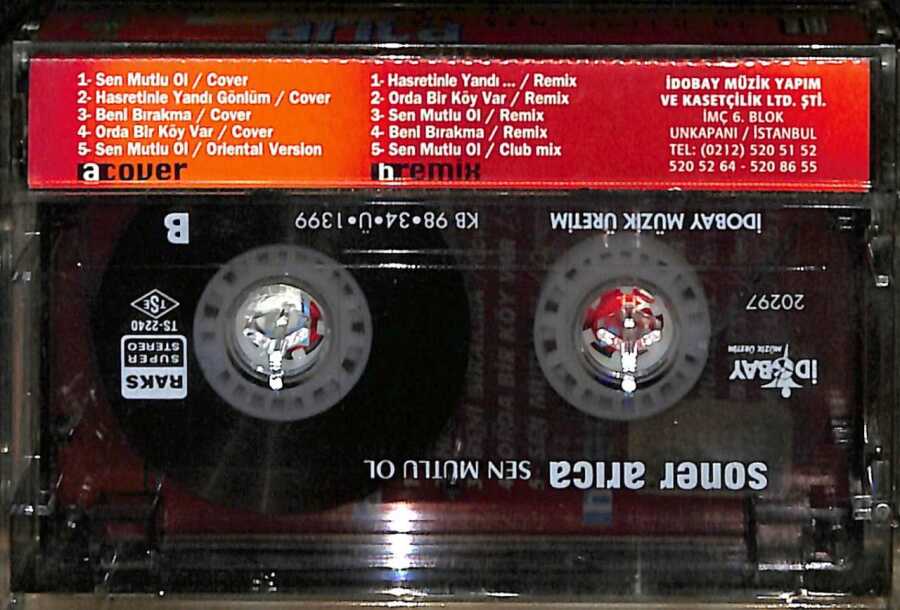 arıca
1- Sen Mutlu Ol / Cover
2- Hasretinle Yandı Gönlüm / Cover
3- Beni Bırakma / Cover
4- Orda Bir Köy Var / Cover
5- Sen Mutlu Ol / Oriental Version
a cover
1- Hasretinle Yandı ... / Remix
2- Orda Bir Köy Var / Remix
3- Sen Mutlu Ol / Remix
4- Beni Bırakma / Remix
5- Sen Mutlu Ol / Club mix
b remix
İDOBAY MÜZİK YAPIM
VE KASETÇİLİK LTD. ŞTİ.
İMÇ 6. BLOK
UNKAPANI / İSTANBUL
TEL: (0212) 520 51 52
520 52 64 - 520 86 55
soner arıca SEN MUTLU OL
İDOBAY
MÜZİK ÜRETİM
20297
RAKS
SUPER
STEREO
TS-2240
TSE
İDOBAY MÜZİK ÜRETİM
KB 98•34•Ü•1399
B